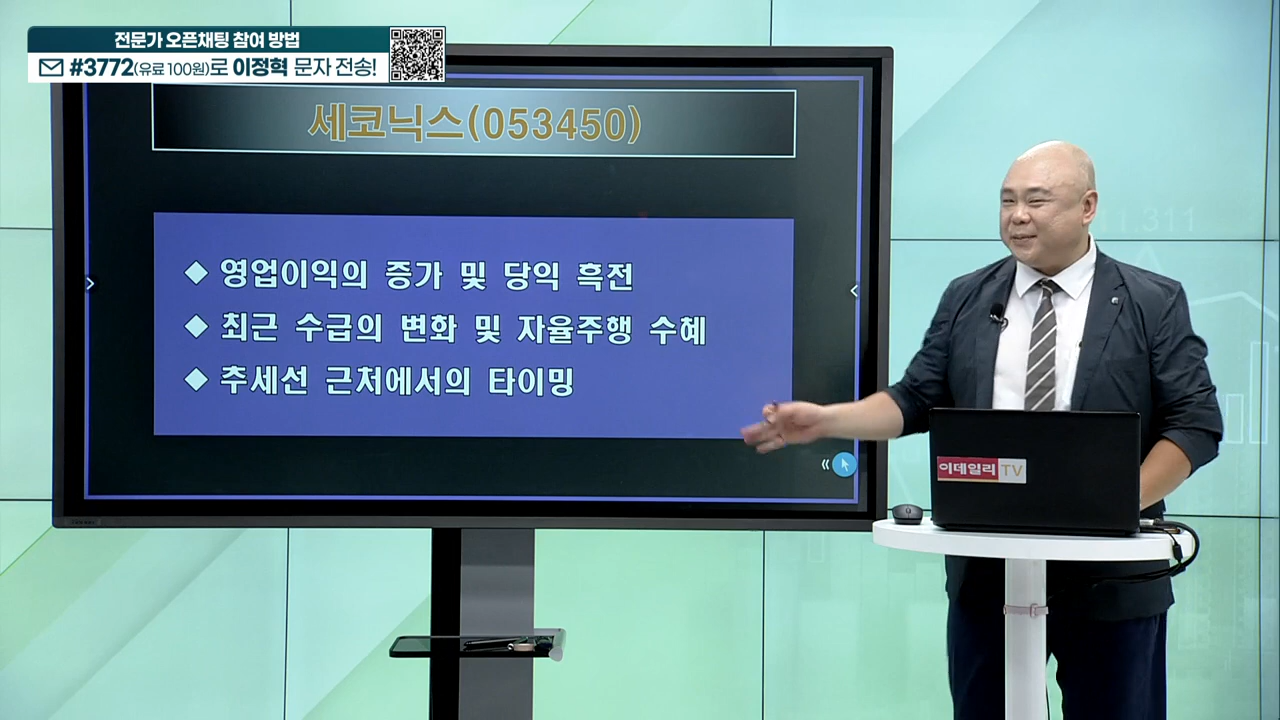 전문가 오픈채팅 참여 방법
#3772(유료 100원)로 이정혁 문자 전송!
세코닉스(053450)
◆ 영업이익의 증가 및 당익 흑전
◆ 최근 수급의 변화 및 자율주행 수혜
◆ 추세선 근처에서의 타이밍
이데일리 TV
11.311